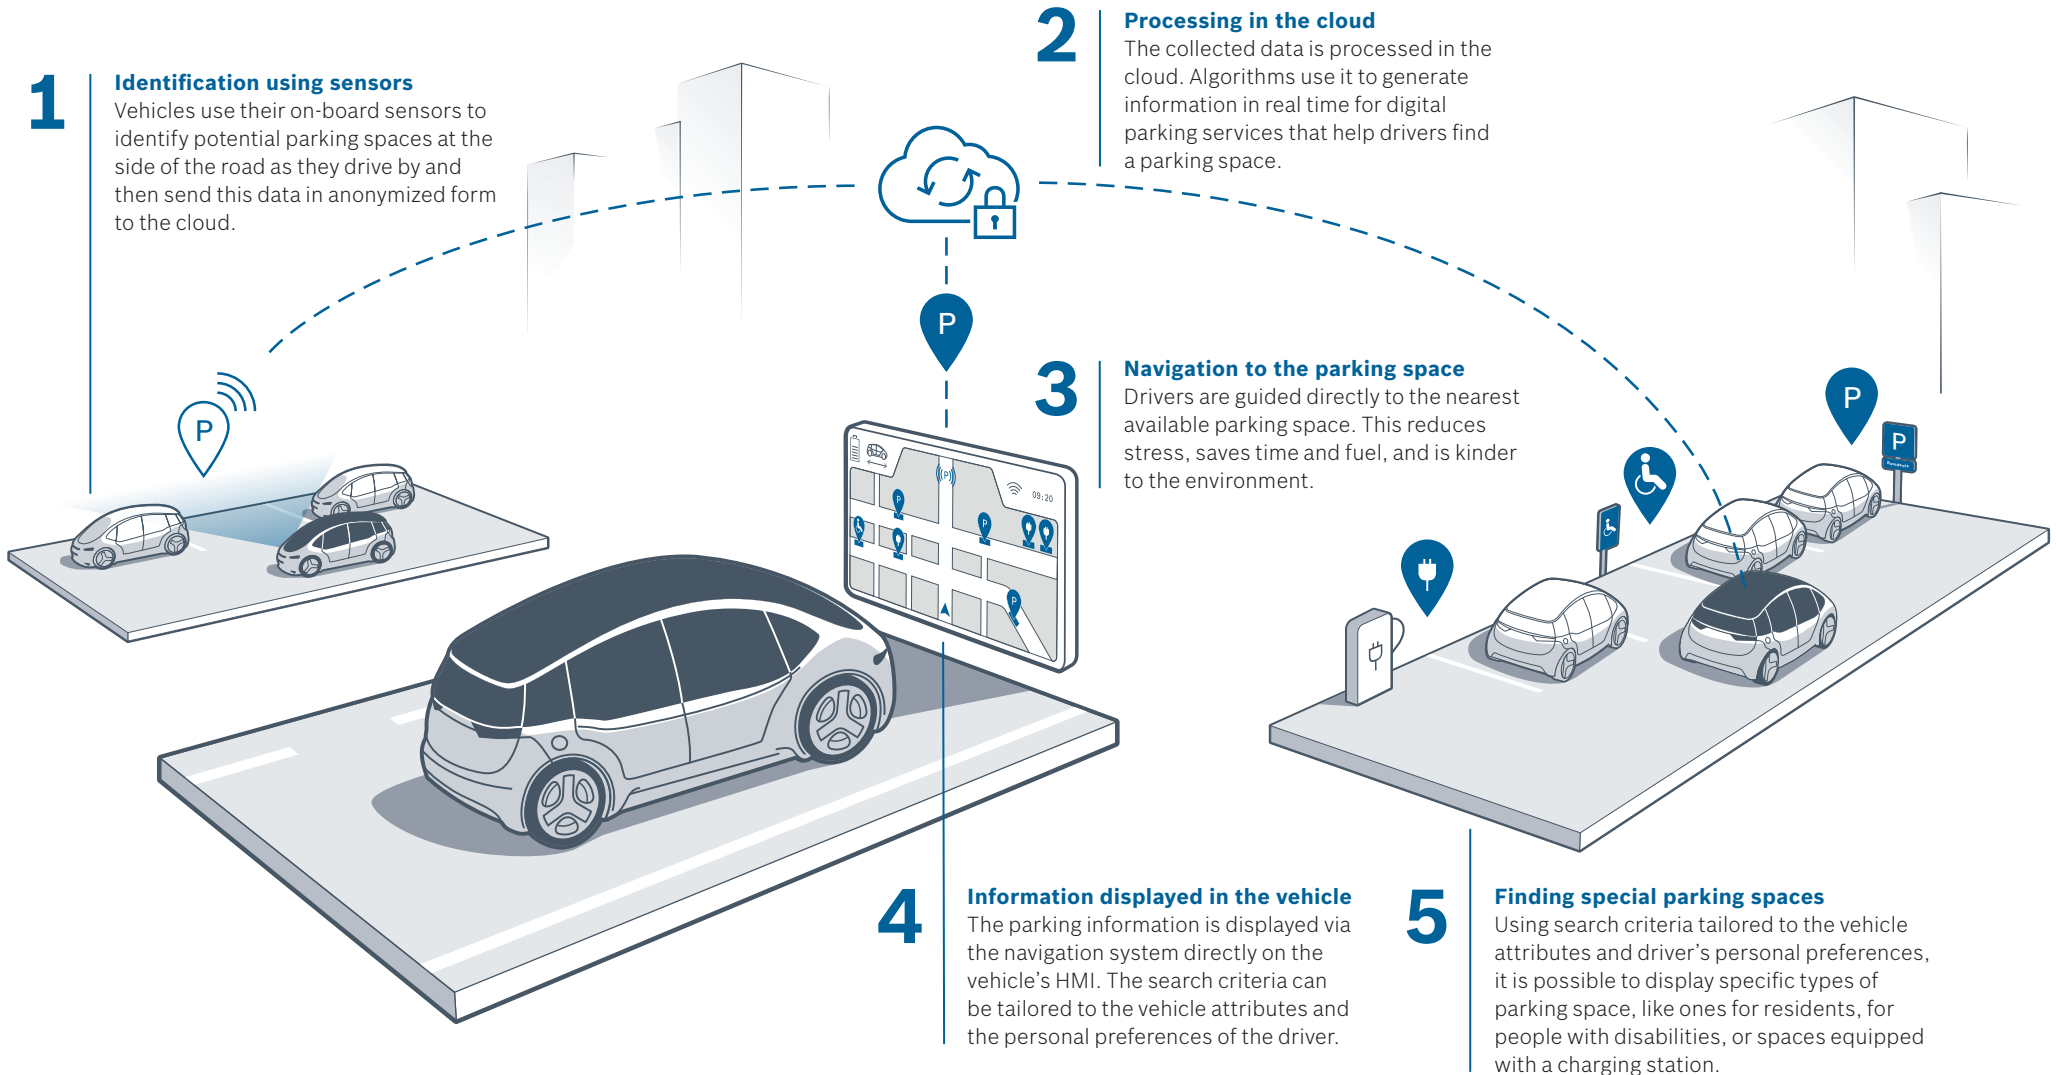 1
Identification using sensors
Vehicles use their on-board sensors to
identify potential parking spaces at the
side of the road as they drive by and
then send this data in anonymized form
to the cloud.
2
Processing in the cloud
The collected data is processed in the
cloud. Algorithms use it to generate
information in real time for digital
parking services that help drivers find
a parking space.
P
P
3
Navigation to the parking space
Drivers are guided directly to the nearest
available parking space. This reduces
stress, saves time and fuel, and is kinder
to the environment.
P
P
(P)
09:20
P
P
P
4
Information displayed in the vehicle
The parking information is displayed via
the navigation system directly on the
vehicle's HMI. The search criteria can
be tailored to the vehicle attributes and
the personal preferences of the driver.
5
Finding special parking spaces
Using search criteria tailored to the vehicle
attributes and driver's personal preferences,
it is possible to display specific types of
parking space, like ones for residents, for
people with disabilities, or spaces equipped
with a charging station.